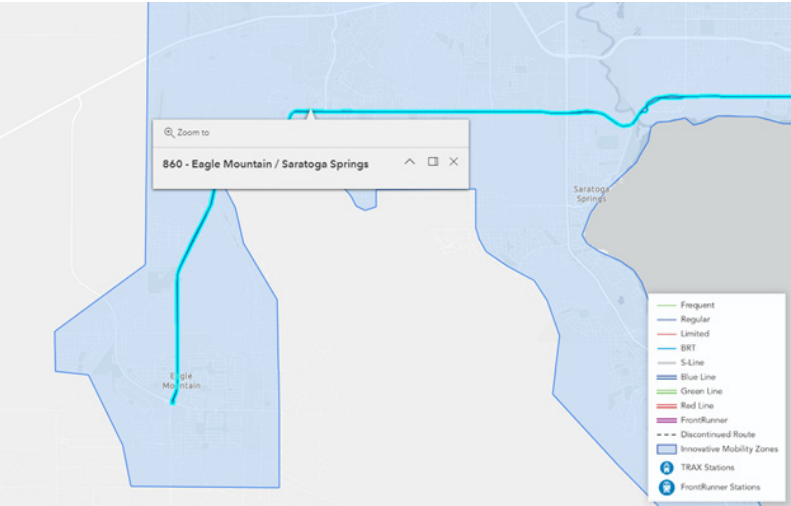 Zoom to
860 - Eagle Mountain / Saratoga Springs
Saratoga
Springs
Eagle
Mountain
Frequent
Regular
Limited
BRT
S-Line
Blue Line
Green Line
Red Line
FrontRunner
Discontinued Route
Innovative Mobility Zones
TRAX Stations
FrontRunner Stations